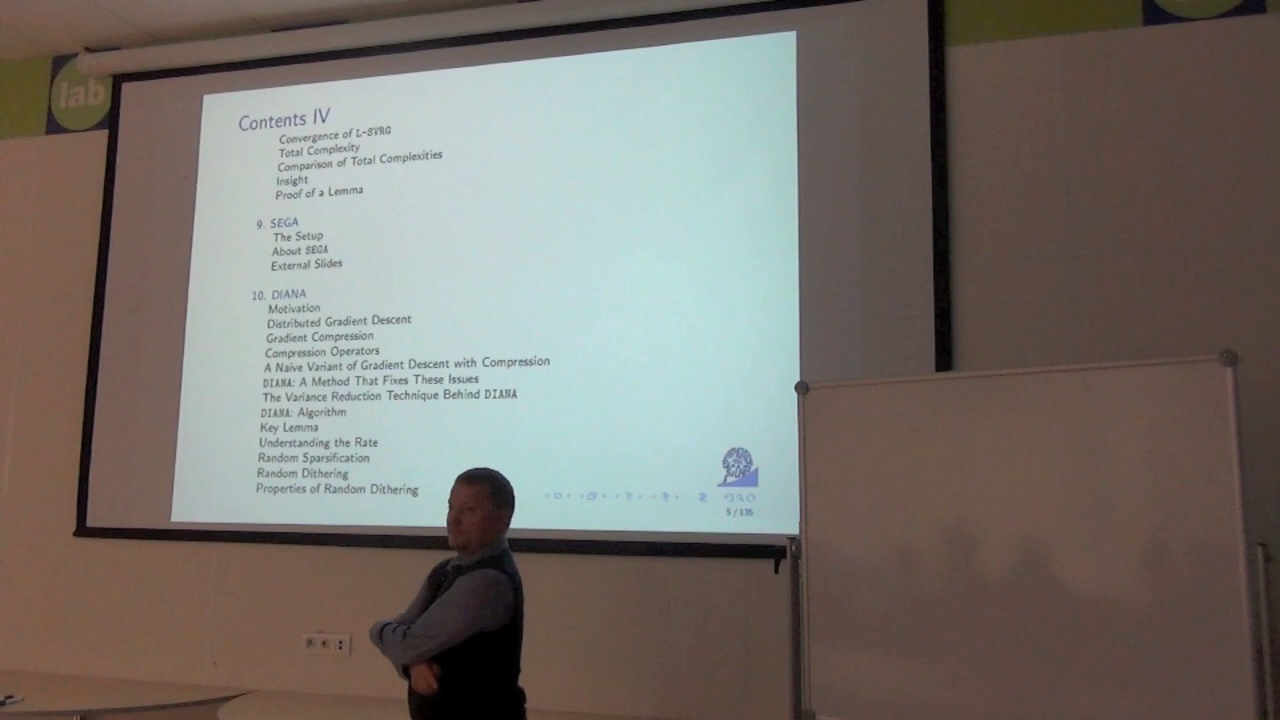 lab
Contents IV
Convergence of L-SVRG
Total Complexity
Comparison of Total Complexities
Insight
Proof of a Lemma
9. SEGA
The Setup
About SEGA
External Slides
10. DIANA
Motivation
Distributed Gradient Descent
Gradient Compression
Compression Operators
A Naive Variant of Gradient Descent with Compression
DIANA: A Method That Fixes These Issues
The Variance Reduction Technique Behind DIANA
DIANA: Algorithm
Key Lemma
Understanding the Rate
Random Sparsification
Random Dithering
Properties of Random Dithering
5 / 135